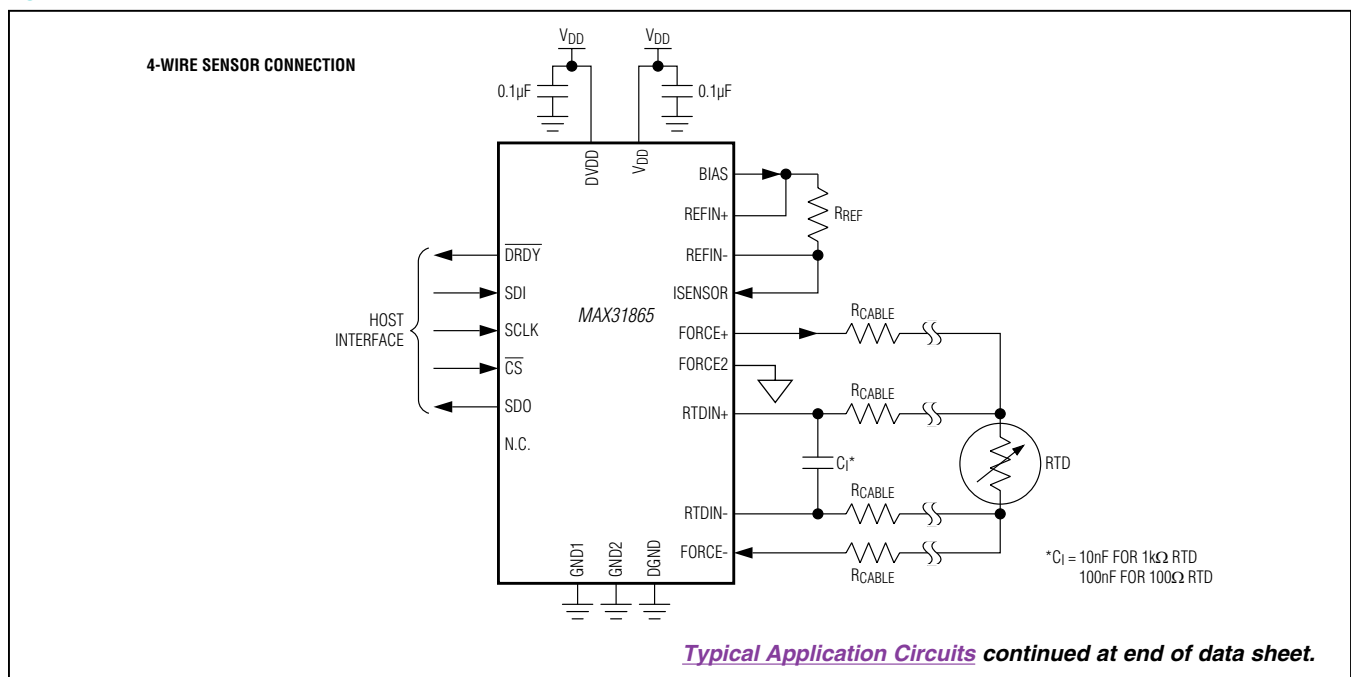 4-WIRE SENSOR CONNECTION
VDD
VDD
0.1µF
0.1µF
DVDD
VDD
BIAS
REFIN+
RREF
REFIN-
ISENSOR
MAX31865
HOST
INTERFACE
DRDY
SDI
SCLK
CS
SDO
N.C.
FORCE+
RCABLE
FORCE2
RTDIN+
RCABLE
CI*
RTD
RTDIN-
RCABLE
FORCE-
RCABLE
GND1
GND2
DGND
*CI = 10nF FOR 1kΩ RTD
100nF FOR 100Ω RTD
Typical Application Circuits continued at end of data sheet.